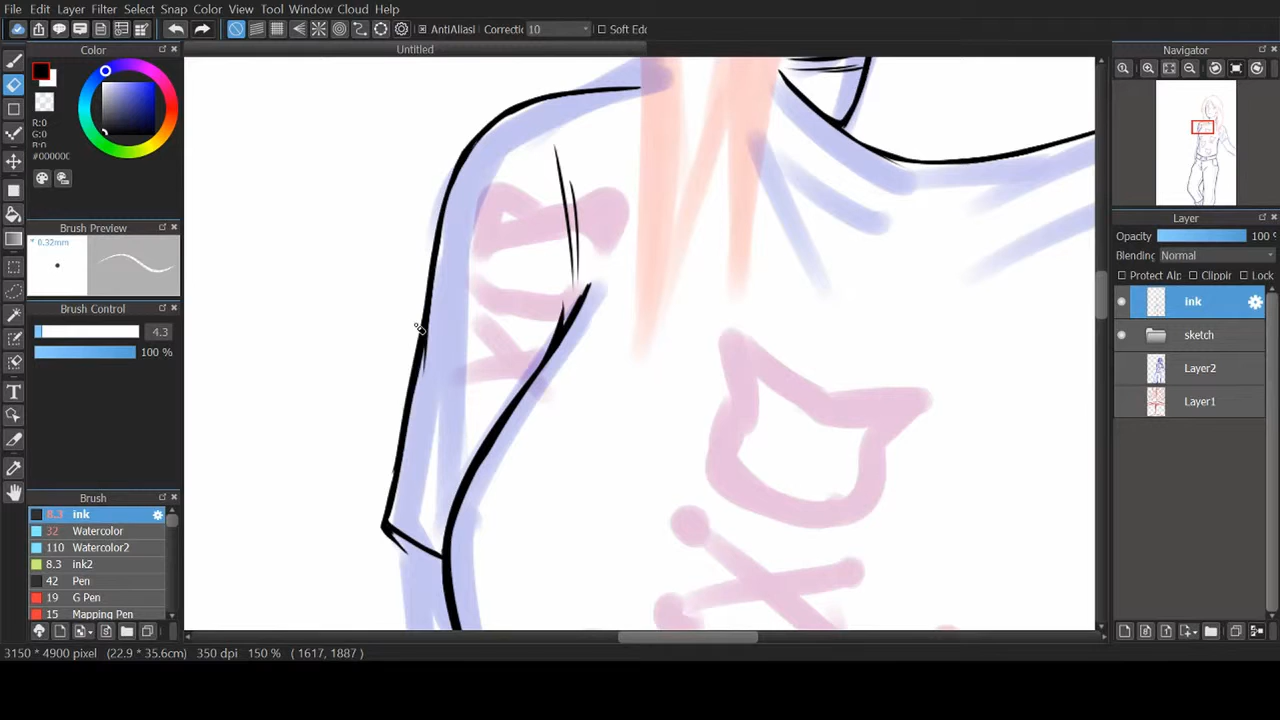 File Edit Layer Filter Select Snap Color View Tool Window Cloud Help
AntiAliasi Correctic 10 Soft Edg
Untitled
Color
R:0
G:0
B:0
#000000
Brush Preview
* 0.32mm
Brush Control
4.3
100 %
Brush
8.3 ink
32 Watercolor
110 Watercolor2
8.3 ink2
42 Pen
19 G Pen
15 Mapping Pen
Navigator
Layer
Opacity 100
Blending Normal
Protect Alp Clippir Lock
ink
sketch
Layer2
Layer1
3150 * 4900 pixel (22.9 * 35.6cm) 350 dpi 150 % ( 1617, 1887 )